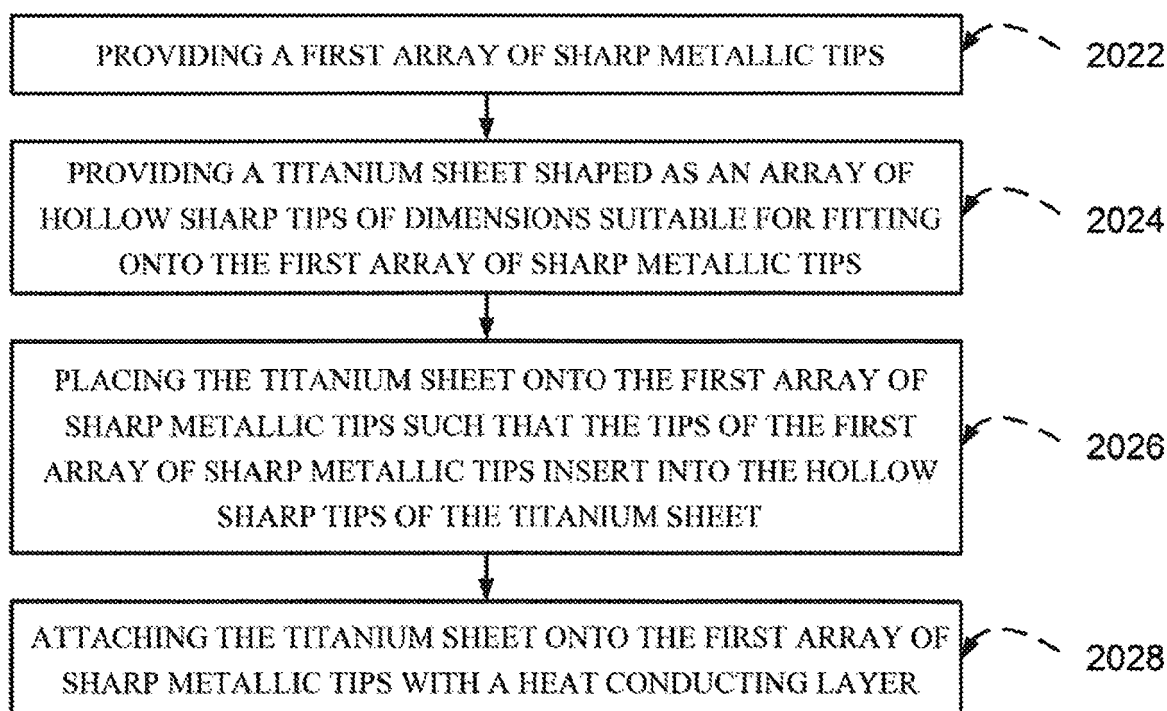 PROVIDING A FIRST ARRAY OF SHARP METALLIC TIPS
2022
PROVIDING A TITANIUM SHEET SHAPED AS AN ARRAY OF
HOLLOW SHARP TIPS OF DIMENSIONS SUITABLE FOR FITTING
ONTO THE FIRST ARRAY OF SHARP METALLIC TIPS
2024
PLACING THE TITANIUM SHEET ONTO THE FIRST ARRAY OF
SHARP METALLIC TIPS SUCH THAT THE TIPS OF THE FIRST
ARRAY OF SHARP METALLIC TIPS INSERT INTO THE HOLLOW
SHARP TIPS OF THE TITANIUM SHEET
2026
ATTACHING THE TITANIUM SHEET ONTO THE FIRST ARRAY OF
SHARP METALLIC TIPS WITH A HEAT CONDUCTING LAYER
2028